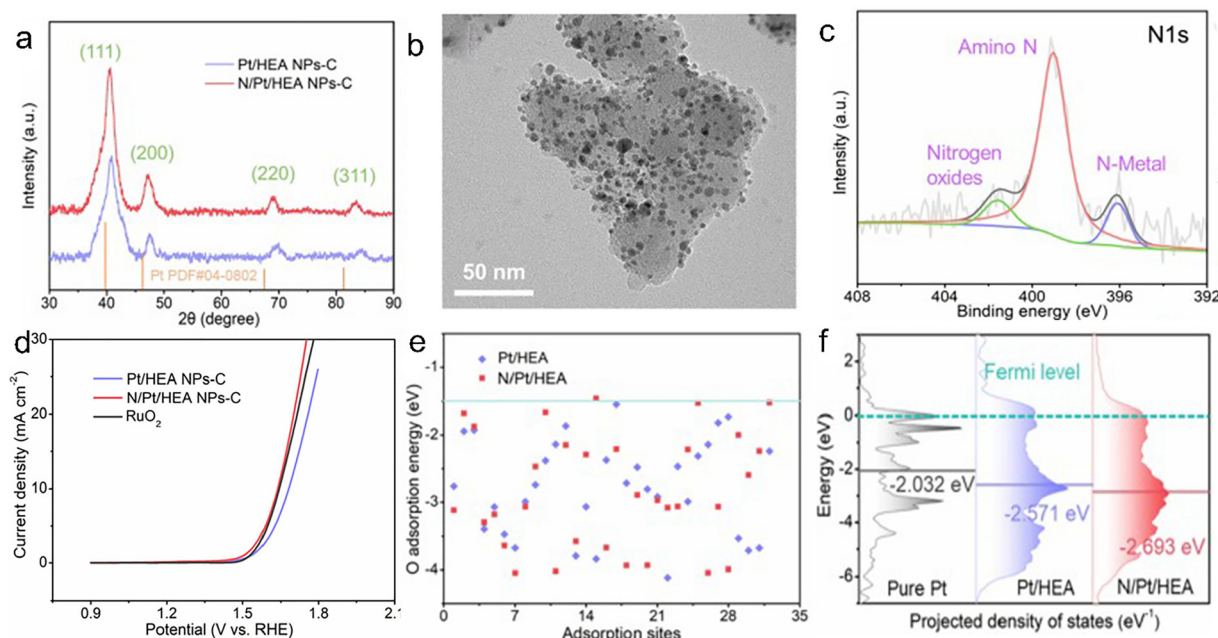 a
(111)
Pt/HEA NPs-C
N/Pt/HEA NPs-C
(200)
(220)
(311)
Pt PDF#04-0802
Intensity (a.u.)
30 40 50 60 70 80 90
2θ (degree)
b
50 nm
c
N1s
Amino N
Nitrogen
oxides
N-Metal
Intensity (a.u.)
408 404 400 396 392
Binding energy (eV)
d
30
20
10
0
Pt/HEA NPs-C
N/Pt/HEA NPs-C
RuO₂
Current density (mA cm⁻²)
0.9 1.2 1.5 1.8 2.1
Potential (V vs. RHE)
e
Pt/HEA
N/Pt/HEA
-1
-2
-3
-4
O adsorption energy (eV)
0 7 14 21 28 35
Adsorption sites
f
2
0
-2
-4
-6
Energy (eV)
Fermi level
-2.032 eV
-2.571 eV
-2.693 eV
Pure Pt
Pt/HEA
N/Pt/HEA
Projected density of states (eV⁻¹)